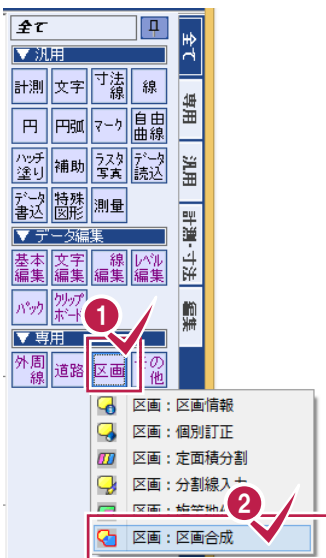 全て
▼ 汎用
計測 文字 寸法線 線
円 円弧 マーク 自由曲線
ハッチ塗り 補助 ラスタ写真 データ読込
データ書込 特殊図形 測量
▼ データ編集
基本編集 文字編集 線編集 レベル編集
パック クリップボード
▼ 専用
外周線 道路 区画 その他
全て
専用
汎用
計測・寸法
編集
1
区画：区画情報
区画：個別訂正
区画：定面積分割
区画：分割線入力
2
区画：区画合成